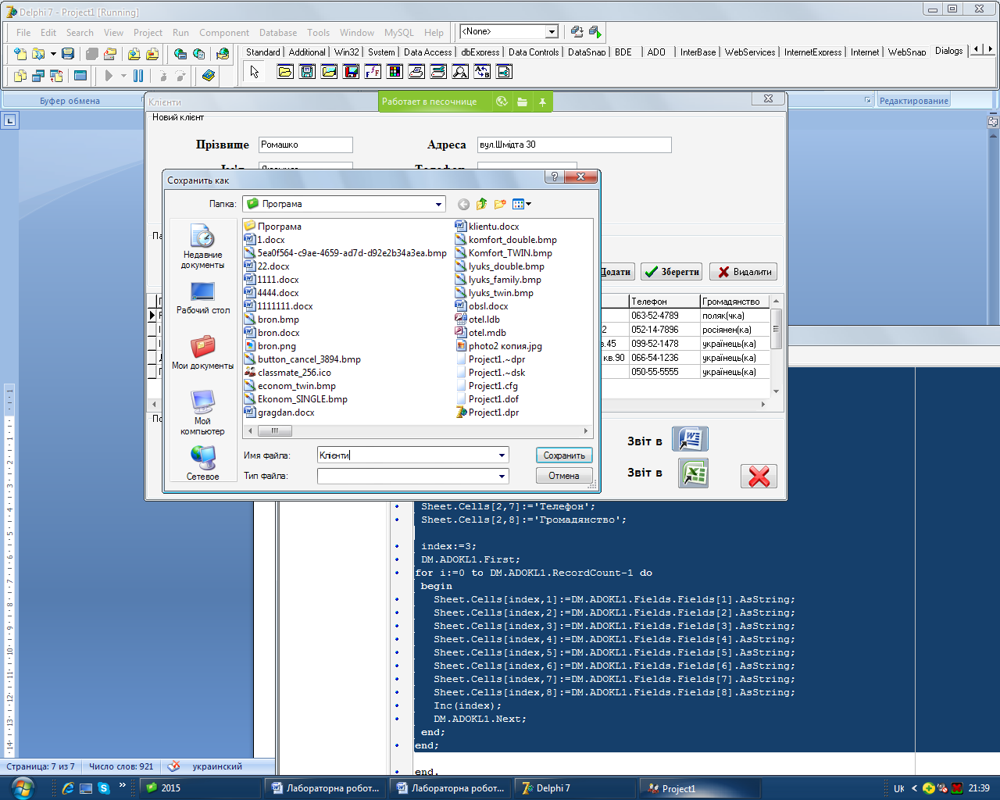 Delphi 7 - Project1 [Running]
File Edit Search View Project Run Component Database Tools Window MySQL Help
<None>
Standard Additional Win32 System Data Access dbExpress Data Controls DataSnap BDE ADO InterBase WebServices InternetExpress Internet WebSnap Dialogs
Буфер обмена
Редактирование
Клієнти
Работает в песочнице
Новий клієнт
Прізвище
Ромашко
Адреса
вул.Шмідта 30
Сохранить как
Папка:
Програма
Недавние документы
Рабочий стол
Мои документы
Мой компьютер
Сетевое
Програма
1.docx
5ea0f564-c9ae-4659-ad7d-d92e2b34a3ea.bmp
22.docx
1111.docx
4444.docx
1111111.docx
bron.bmp
bron.docx
bron.png
button_cancel_3894.bmp
classmate_256.ico
econom_twin.bmp
Ekonom_SINGLE.bmp
gragdan.docx
klientu.docx
komfort_double.bmp
Komfort_TWIN.bmp
lyuks_double.bmp
lyuks_family.bmp
lyuks_twin.bmp
obsl.docx
otel.ldb
otel.mdb
photo2 копия.jpg
Project1.~dpr
Project1.~dsk
Project1.cfg
Project1.dof
Project1.dpr
Имя файла:
Клієнти
Сохранить
Тип файла:
Отмена
Додати
Зберегти
Видалити
Телефон Громадянство
063-52-4789 поляк(чка)
2 052-14-7896 росіянен(ка)
в.45 099-52-1478 українець(ка)
кв.90 066-54-1236 українець(ка)
050-55-5555 українець(ка)
Звіт в
Звіт в
Sheet.Cells[2,7]:='Телефон';
Sheet.Cells[2,8]:='Громадянство';
index:=3;
DM.ADOKL1.First;
for i:=0 to DM.ADOKL1.RecordCount-1 do
begin
Sheet.Cells[index,1]:=DM.ADOKL1.Fields.Fields[1].AsString;
Sheet.Cells[index,2]:=DM.ADOKL1.Fields.Fields[2].AsString;
Sheet.Cells[index,3]:=DM.ADOKL1.Fields.Fields[3].AsString;
Sheet.Cells[index,4]:=DM.ADOKL1.Fields.Fields[4].AsString;
Sheet.Cells[index,5]:=DM.ADOKL1.Fields.Fields[5].AsString;
Sheet.Cells[index,6]:=DM.ADOKL1.Fields.Fields[6].AsString;
Sheet.Cells[index,7]:=DM.ADOKL1.Fields.Fields[7].AsString;
Sheet.Cells[index,8]:=DM.ADOKL1.Fields.Fields[8].AsString;
Inc(index);
DM.ADOKL1.Next;
end;
end;
end.
Страница: 7 из 7 Число слов: 921 украинский
2015
Лабораторна робот...
Лабораторна робот...
Delphi 7
Project1
Uk
21:39